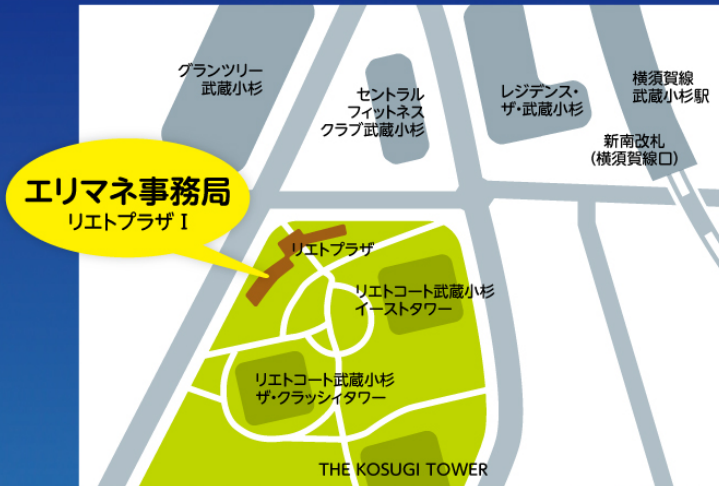 グランツリー
武蔵小杉
セントラル
フィットネス
クラブ武蔵小杉
レジデンス・
ザ・武蔵小杉
横須賀線
武蔵小杉駅
新南改札
(横須賀線口)
エリマネ事務局
リエトプラザ I
リエトプラザ
リエトコート武蔵小杉
イーストタワー
リエトコート武蔵小杉
ザ・クラッシィタワー
THE KOSUGI TOWER